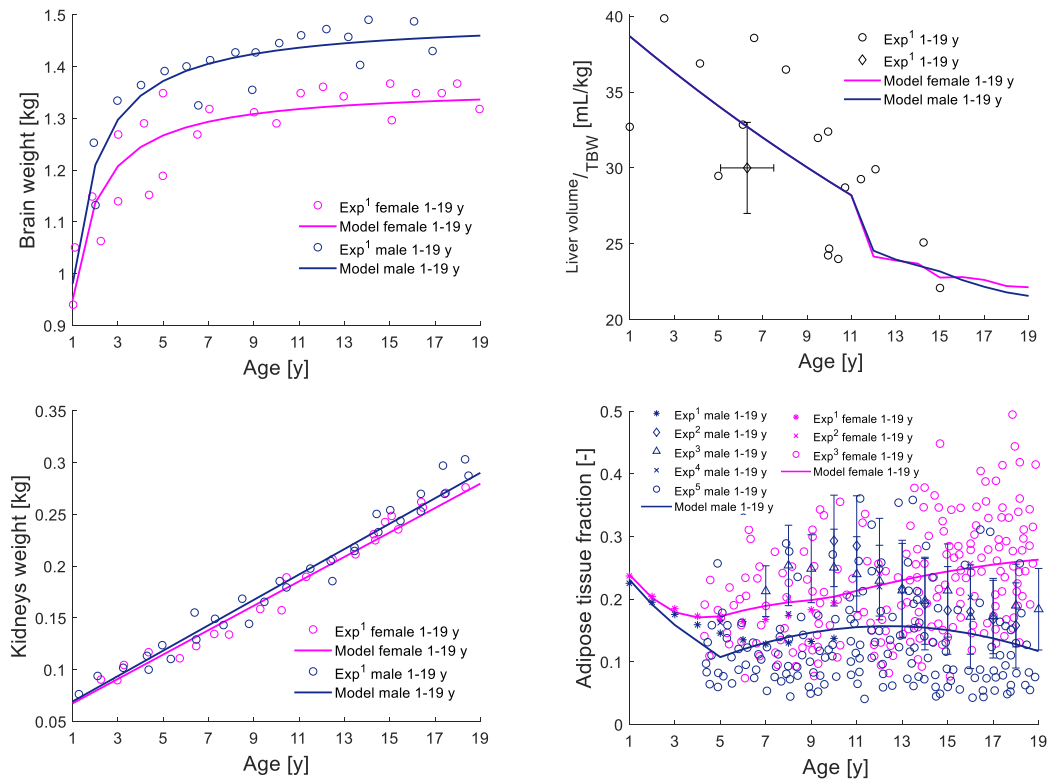 1.5
1.4
1.3
1.2
1.1
1
0.9
Brain weight [kg]
Exp1 female 1-19 y
Model female 1-19 y
Exp1 male 1-19 y
Model male 1-19 y
1 3 5 7 9 11 13 15 17 19
Age [y]
40
35
30
25
20
Liver volume/TBW [mL/kg]
Exp1 1-19 y
Exp1 1-19 y
Model female 1-19 y
Model male 1-19 y
1 3 5 7 9 11 13 15 17 19
Age [y]
0.35
0.3
0.25
0.2
0.15
0.1
0.05
Kidneys weight [kg]
Exp1 female 1-19 y
Model female 1-19 y
Exp1 male 1-19 y
Model male 1-19 y
1 3 5 7 9 11 13 15 17 19
Age [y]
0.5
0.4
0.3
0.2
0.1
0
Adipose tissue fraction [-]
Exp1 male 1-19 y
Exp2 male 1-19 y
Exp3 male 1-19 y
Exp4 male 1-19 y
Exp5 male 1-19 y
Model male 1-19 y
Exp1 female 1-19 y
Exp2 female 1-19 y
Exp3 female 1-19 y
Model female 1-19 y
1 3 5 7 9 11 13 15 17 19
Age [y]